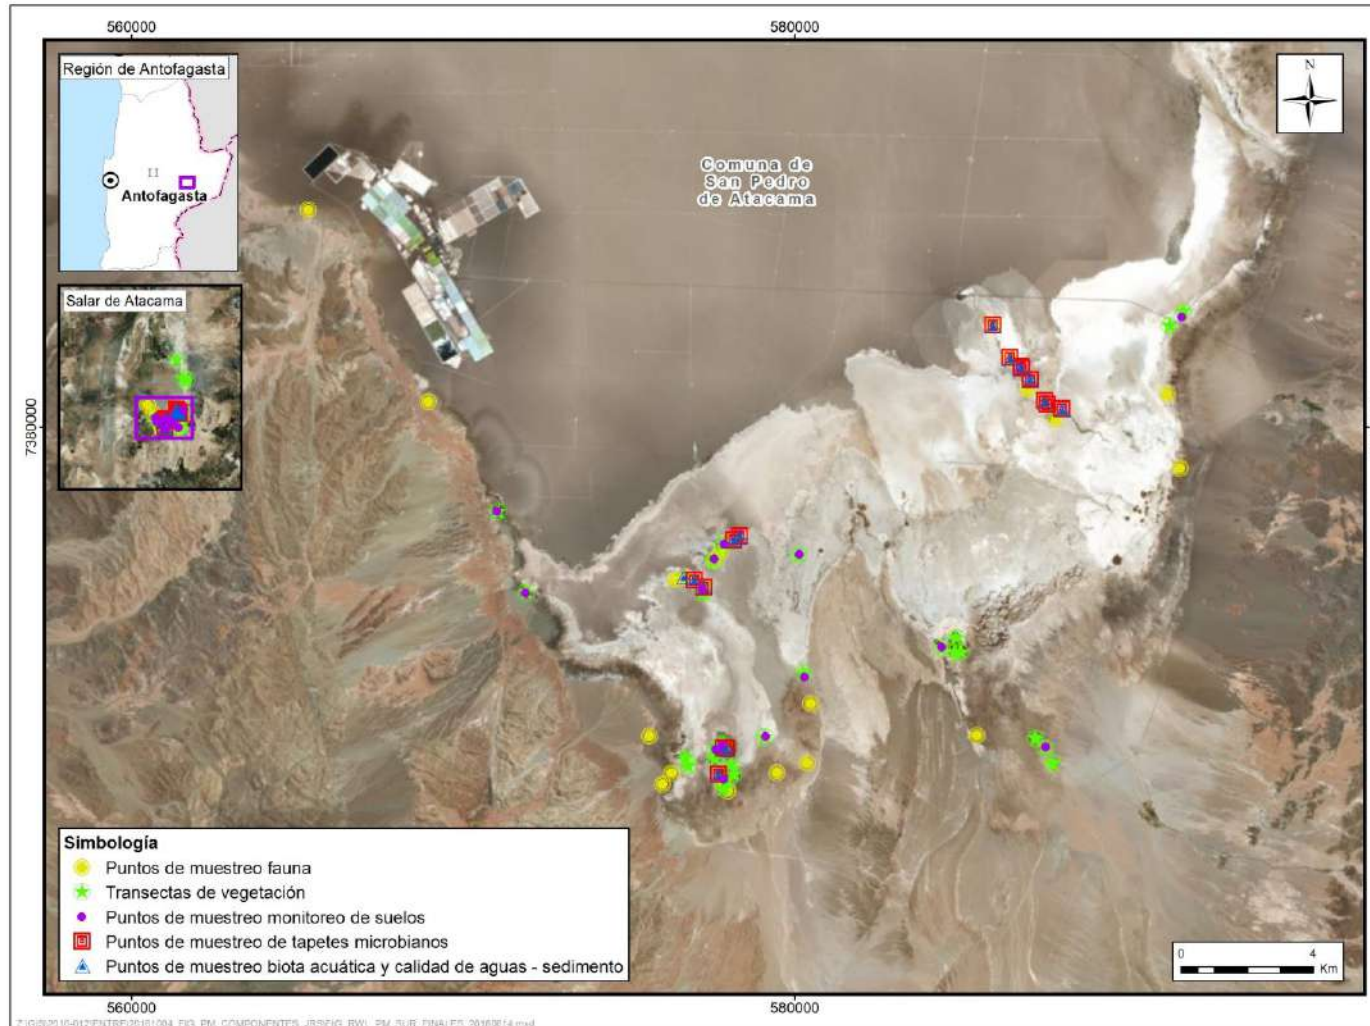 560000
580000
Región de Antofagasta
II
Antofagasta
Comuna de
San Pedro
de Atacama
N
Salar de Atacama
7380000
7380000
Simbología
Puntos de muestreo fauna
Transectas de vegetación
Puntos de muestreo monitoreo de suelos
Puntos de muestreo de tapetes microbianos
Puntos de muestreo biota acuática y calidad de aguas - sedimento
0
4
Km
560000
580000